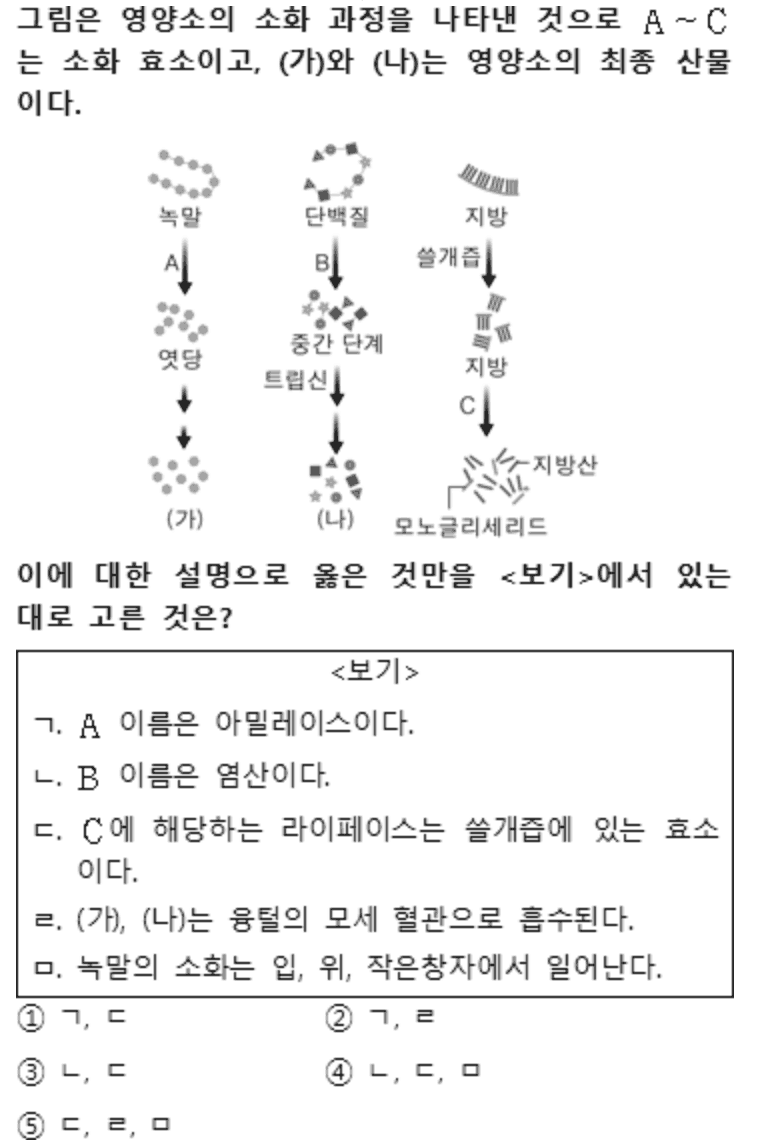 그림은 영양소의 소화 과정을 나타낸 것으로 A ~ C
는 소화 효소이고, (가)와 (나)는 영양소의 최종 산물
이다.
녹말 단백질 지방
A B 쓸개즙
엿당 중간 단계 지방
트립신 C
지방산
(가) (나) 모노글리세리드
이에 대한 설명으로 옳은 것만을 <보기>에서 있는
대로 고른 것은?
<보기>
ㄱ. A 이름은 아밀레이스이다.
ㄴ. B 이름은 염산이다.
ㄷ. C에 해당하는 라이페이스는 쓸개즙에 있는 효소
이다.
ㄹ. (가), (나)는 융털의 모세 혈관으로 흡수된다.
ㅁ. 녹말의 소화는 입, 위, 작은창자에서 일어난다.
① ㄱ, ㄷ ② ㄱ, ㄹ
③ ㄴ, ㄷ ④ ㄴ, ㄷ, ㅁ
⑤ ㄷ, ㄹ, ㅁ